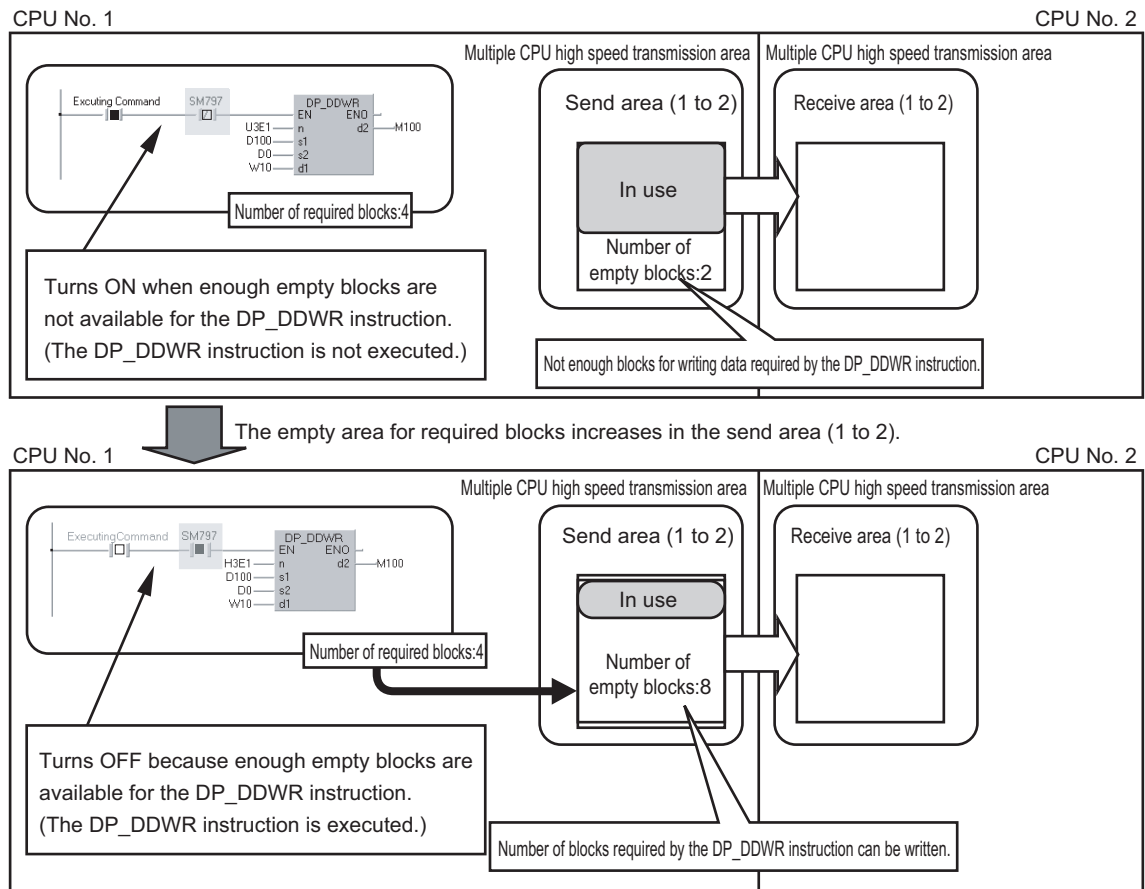 CPU No. 1
CPU No. 2
Multiple CPU high speed transmission area
Multiple CPU high speed transmission area
Excuting Command
SM797
DP_DDWR
EN
ENO
U3E1
n
d2
M100
D100
s1
D0
s2
W10
d1
Number of required blocks:4
Send area (1 to 2)
Receive area (1 to 2)
In use
Number of
empty blocks:2
Turns ON when enough empty blocks are
not available for the DP_DDWR instruction.
(The DP_DDWR instruction is not executed.)
Not enough blocks for writing data required by the DP_DDWR instruction.
The empty area for required blocks increases in the send area (1 to 2).
CPU No. 1
CPU No. 2
Multiple CPU high speed transmission area
Multiple CPU high speed transmission area
ExecutingCommand
SM797
DP_DDWR
EN
ENO
H3E1
n
d2
M100
D100
s1
D0
s2
W10
d1
Number of required blocks:4
Send area (1 to 2)
Receive area (1 to 2)
In use
Number of
empty blocks:8
Turns OFF because enough empty blocks are
available for the DP_DDWR instruction.
(The DP_DDWR instruction is executed.)
Number of blocks required by the DP_DDWR instruction can be written.